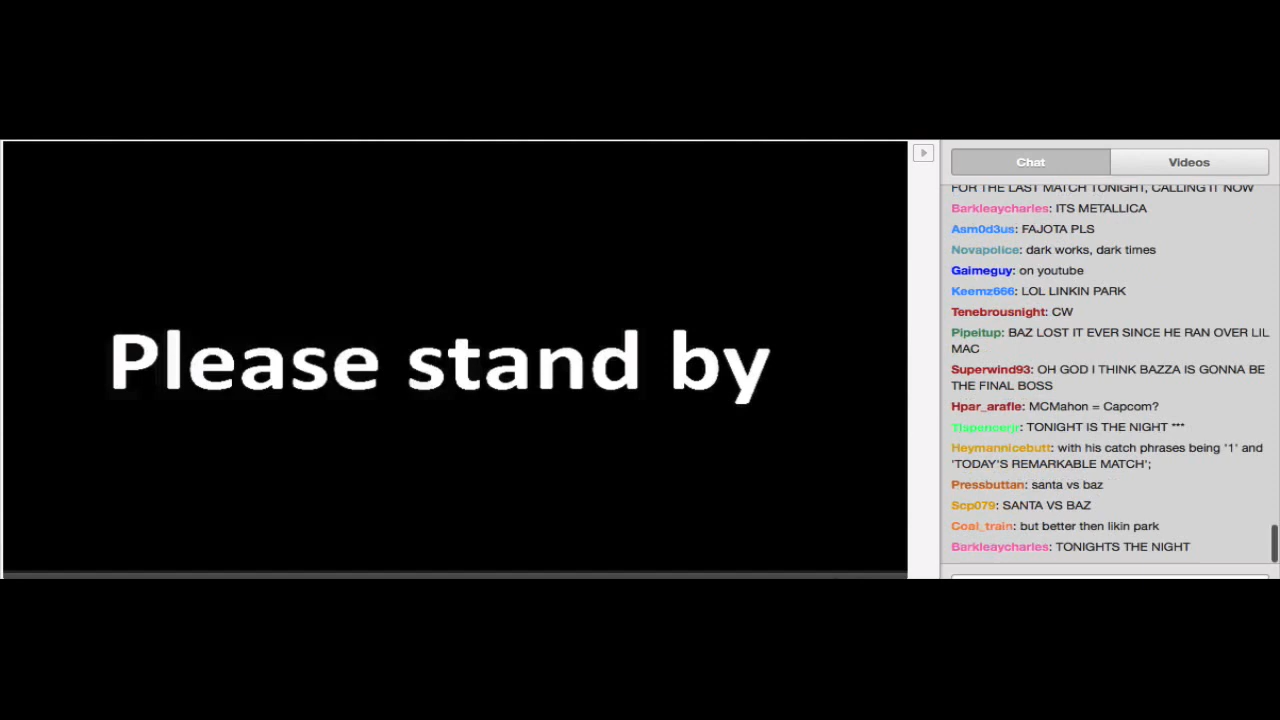 Please stand by
Chat
Videos
FOR THE LAST MATCH TONIGHT, CALLING IT NOW
Barkleaycharles: ITS METALLICA
Asm0d3us: FAJOTA PLS
Novapolice: dark works, dark times
Gaimeguy: on youtube
Keemz666: LOL LINKIN PARK
Tenebrousnight: CW
Pipeitup: BAZ LOST IT EVER SINCE HE RAN OVER LIL
MAC
Superwind93: OH GOD I THINK BAZZA IS GONNA BE
THE FINAL BOSS
Hpar_arafle: MCMahon = Capcom?
Tlspencerjr: TONIGHT IS THE NIGHT ***
Heymannicebutt: with his catch phrases being '1' and
'TODAY'S REMARKABLE MATCH';
Pressbuttan: santa vs baz
Scp079: SANTA VS BAZ
Coal_train: but better then likin park
Barkleaycharles: TONIGHTS THE NIGHT